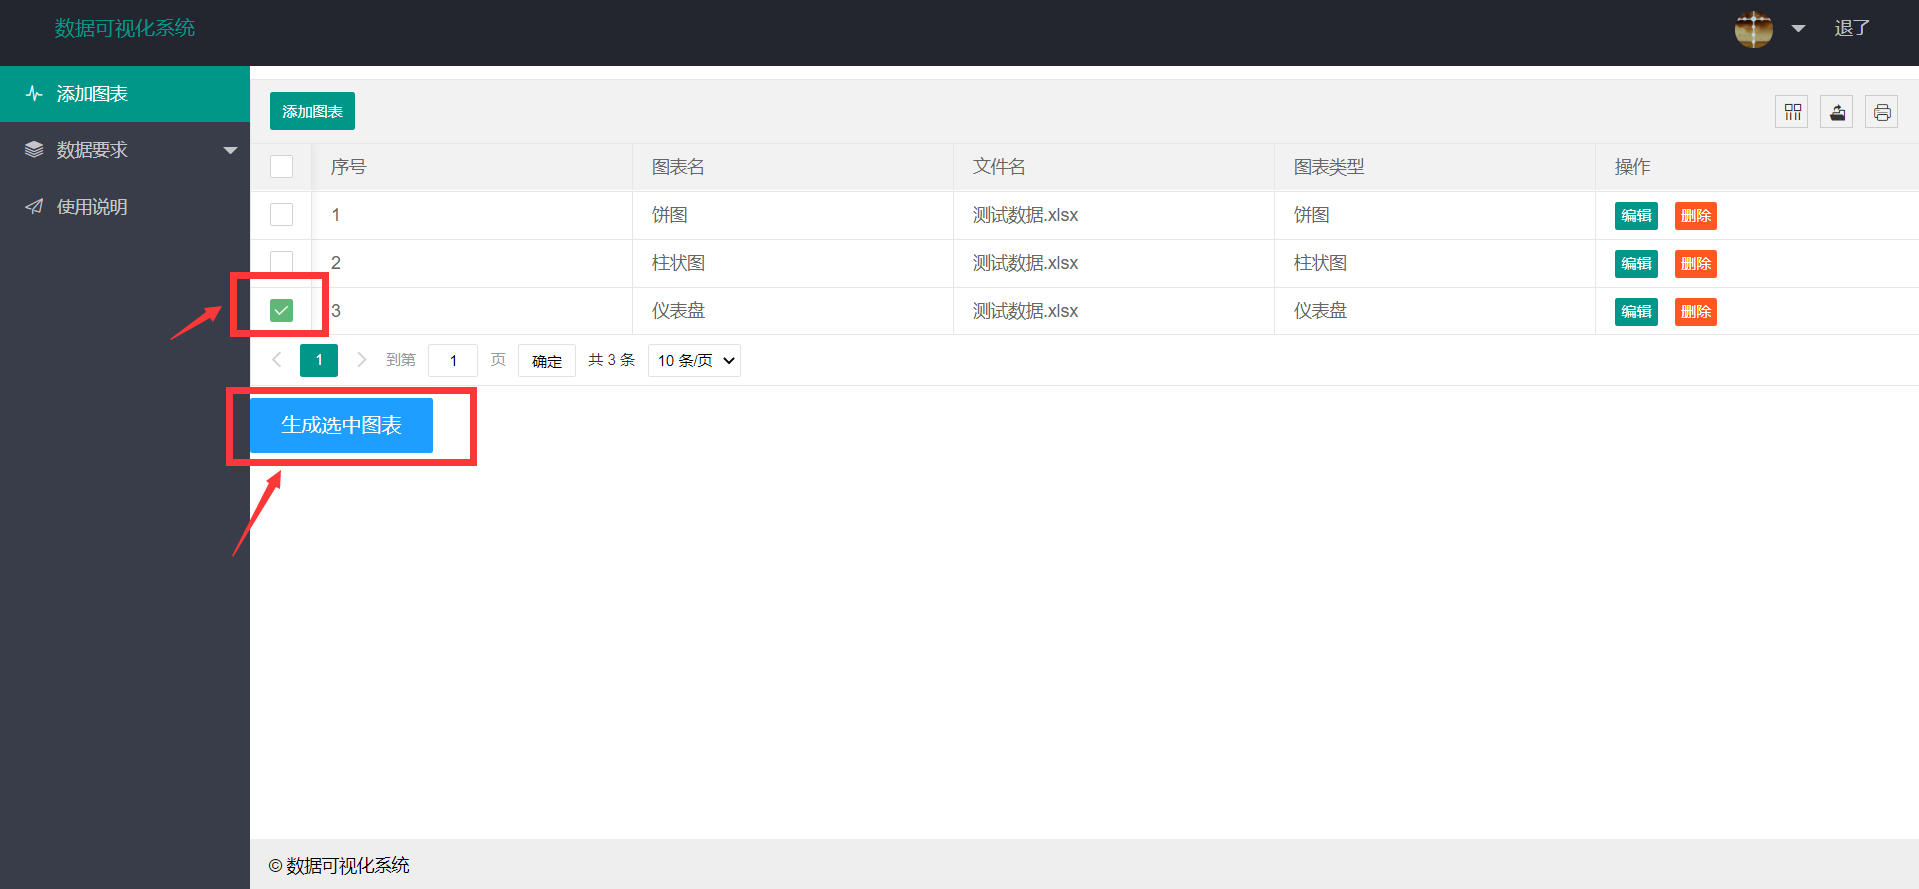 数据可视化系统
退了
添加图表
数据要求
使用说明
添加图表
序号 图表名 文件名 图表类型 操作
1 饼图 测试数据.xlsx 饼图 编辑 删除
2 柱状图 测试数据.xlsx 柱状图 编辑 删除
3 仪表盘 测试数据.xlsx 仪表盘 编辑 删除
1 到第 1 页 确定 共 3 条 10 条/页
生成选中图表
© 数据可视化系统